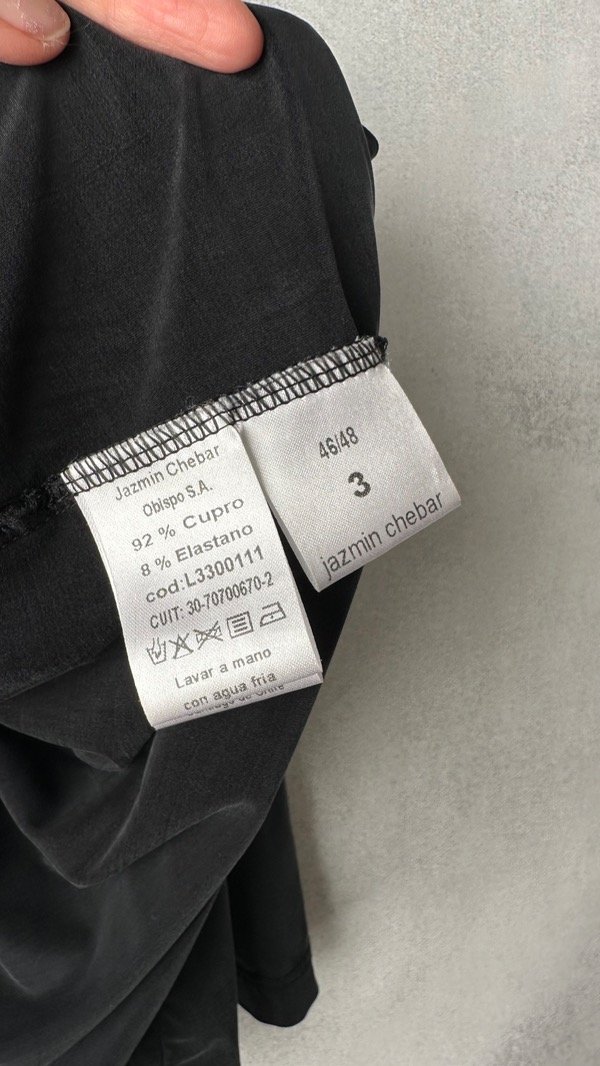 Jazmin Chebar
Obispo S.A.
92 % Cupro
8 % Elastano
cod:L3300111
CUIT: 30-70700670-2
Lavar a mano
con agua fria
46/48
3
jazmin chebar